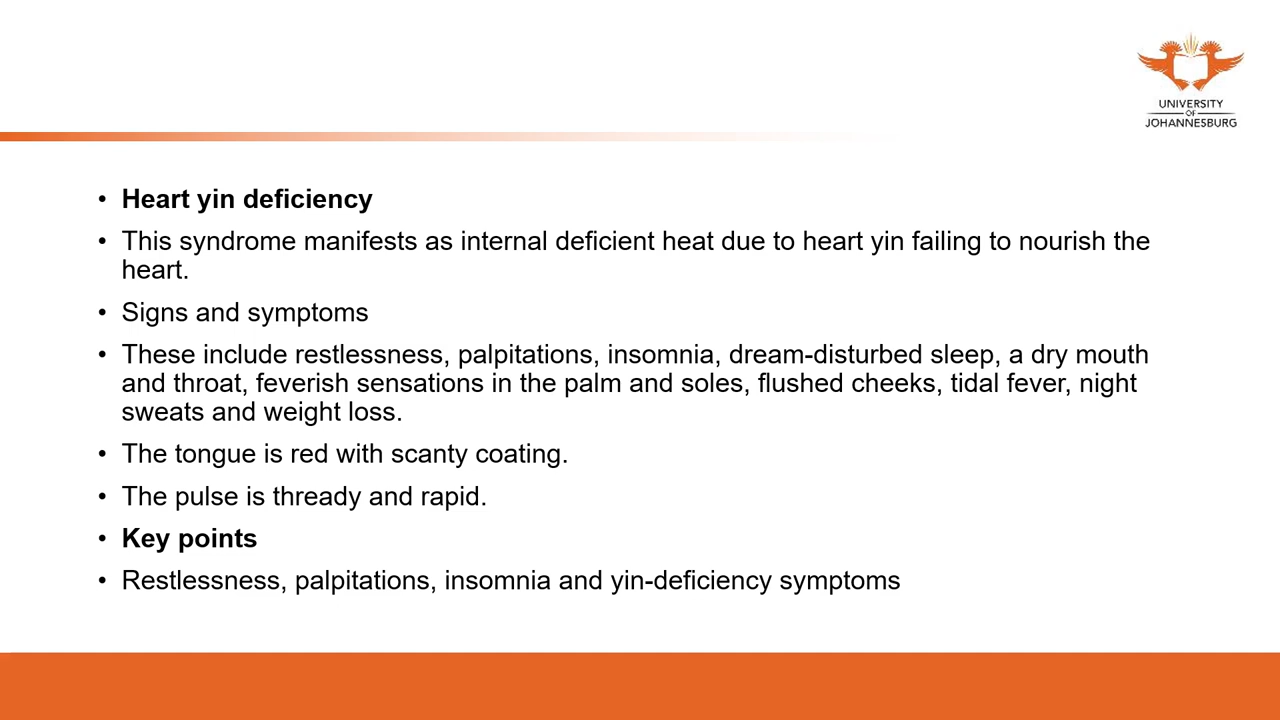 UNIVERSITY
OF
JOHANNESBURG
• Heart yin deficiency
• This syndrome manifests as internal deficient heat due to heart yin failing to nourish the
heart.
• Signs and symptoms
• These include restlessness, palpitations, insomnia, dream-disturbed sleep, a dry mouth
and throat, feverish sensations in the palm and soles, flushed cheeks, tidal fever, night
sweats and weight loss.
• The tongue is red with scanty coating.
• The pulse is thready and rapid.
• Key points
• Restlessness, palpitations, insomnia and yin-deficiency symptoms